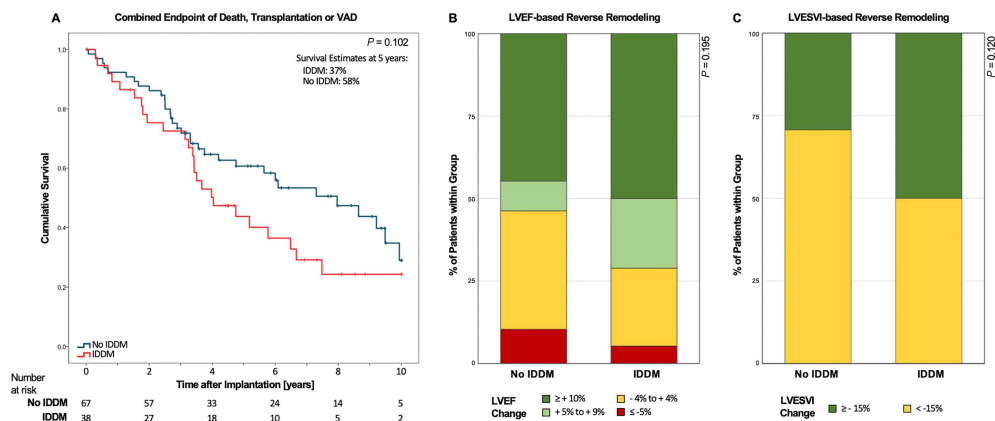 A
Combined Endpoint of Death, Transplantation or VAD
P = 0.102
Survival Estimates at 5 years:
IDDM: 37%
No IDDM: 58%
Cumulative Survival
1.0
0.8
0.6
0.4
0.2
0.0
No IDDM
IDDM
0 2 4 6 8 10
Time after Implantation [years]
Number
at risk
No IDDM 67 57 33 24 14 5
IDDM 38 27 18 10 5 2
B
LVEF-based Reverse Remodeling
P = 0.195
% of Patients within Group
100
75
50
25
0
No IDDM IDDM
LVEF
Change
≥ + 10%
- 4% to + 4%
+ 5% to + 9%
≤ -5%
C
LVESVI-based Reverse Remodeling
P = 0.120
% of Patients within Group
100
75
50
25
0
No IDDM IDDM
LVESVI
Change
≥ - 15%
< -15%